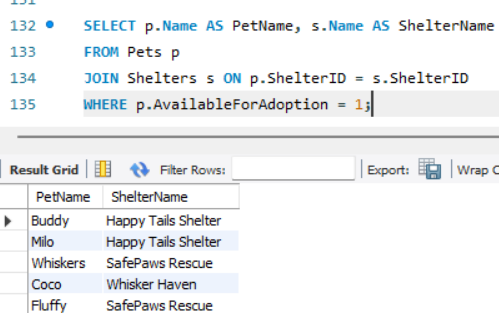 132 SELECT p.Name AS PetName, s.Name AS ShelterName
133 FROM Pets p
134 JOIN Shelters s ON p.ShelterID = s.ShelterID
135 WHERE p.AvailableForAdoption = 1;
Result Grid Filter Rows: Export: Wrap C
PetName ShelterName
Buddy Happy Tails Shelter
Milo Happy Tails Shelter
Whiskers SafePaws Rescue
Coco Whisker Haven
Fluffy SafePaws Rescue